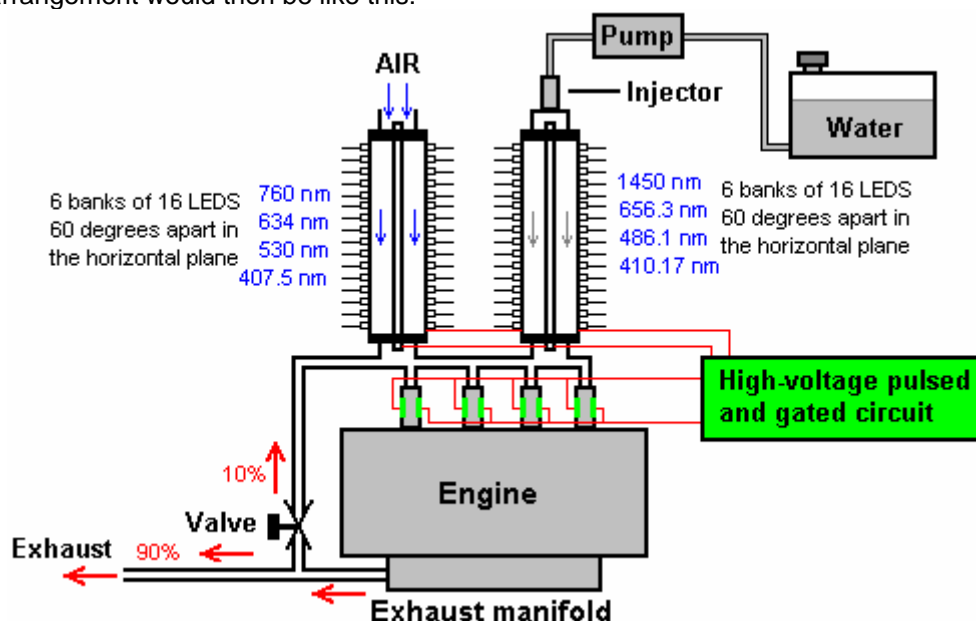 arrangement would then be like this:
Pump
AIR
Injector
Water
6 banks of 16 LEDS
60 degrees apart in
the horizontal plane
760 nm
634 nm
530 nm
407.5 nm
1450 nm
656.3 nm
486.1 nm
410.17 nm
6 banks of 16 LEDS
60 degrees apart in
the horizontal plane
High-voltage pulsed
and gated circuit
10%
Engine
Valve
Exhaust
90%
Exhaust manifold